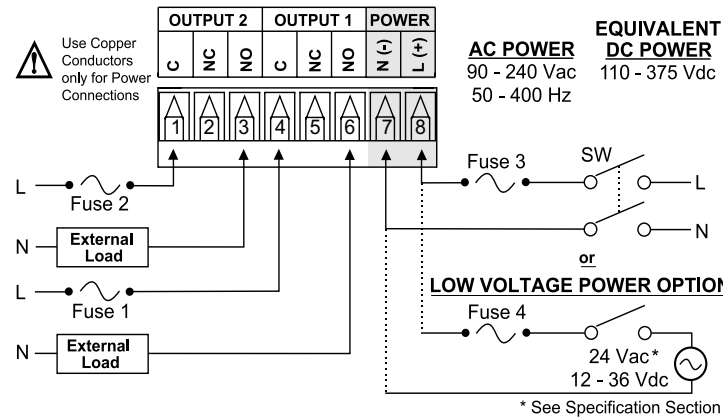 OUTPUT 2 OUTPUT 1 POWER
C NC NO C NC NO N (-) L (+)
1 2 3 4 5 6 7 8
Use Copper
Conductors
only for Power
Connections
AC POWER
90 - 240 Vac
50 - 400 Hz
EQUIVALENT
DC POWER
110 - 375 Vdc
L
Fuse 2
N
External
Load
L
Fuse 1
N
External
Load
Fuse 3
SW
L
N
or
LOW VOLTAGE POWER OPTION
Fuse 4
24 Vac*
12 - 36 Vdc
* See Specification Section